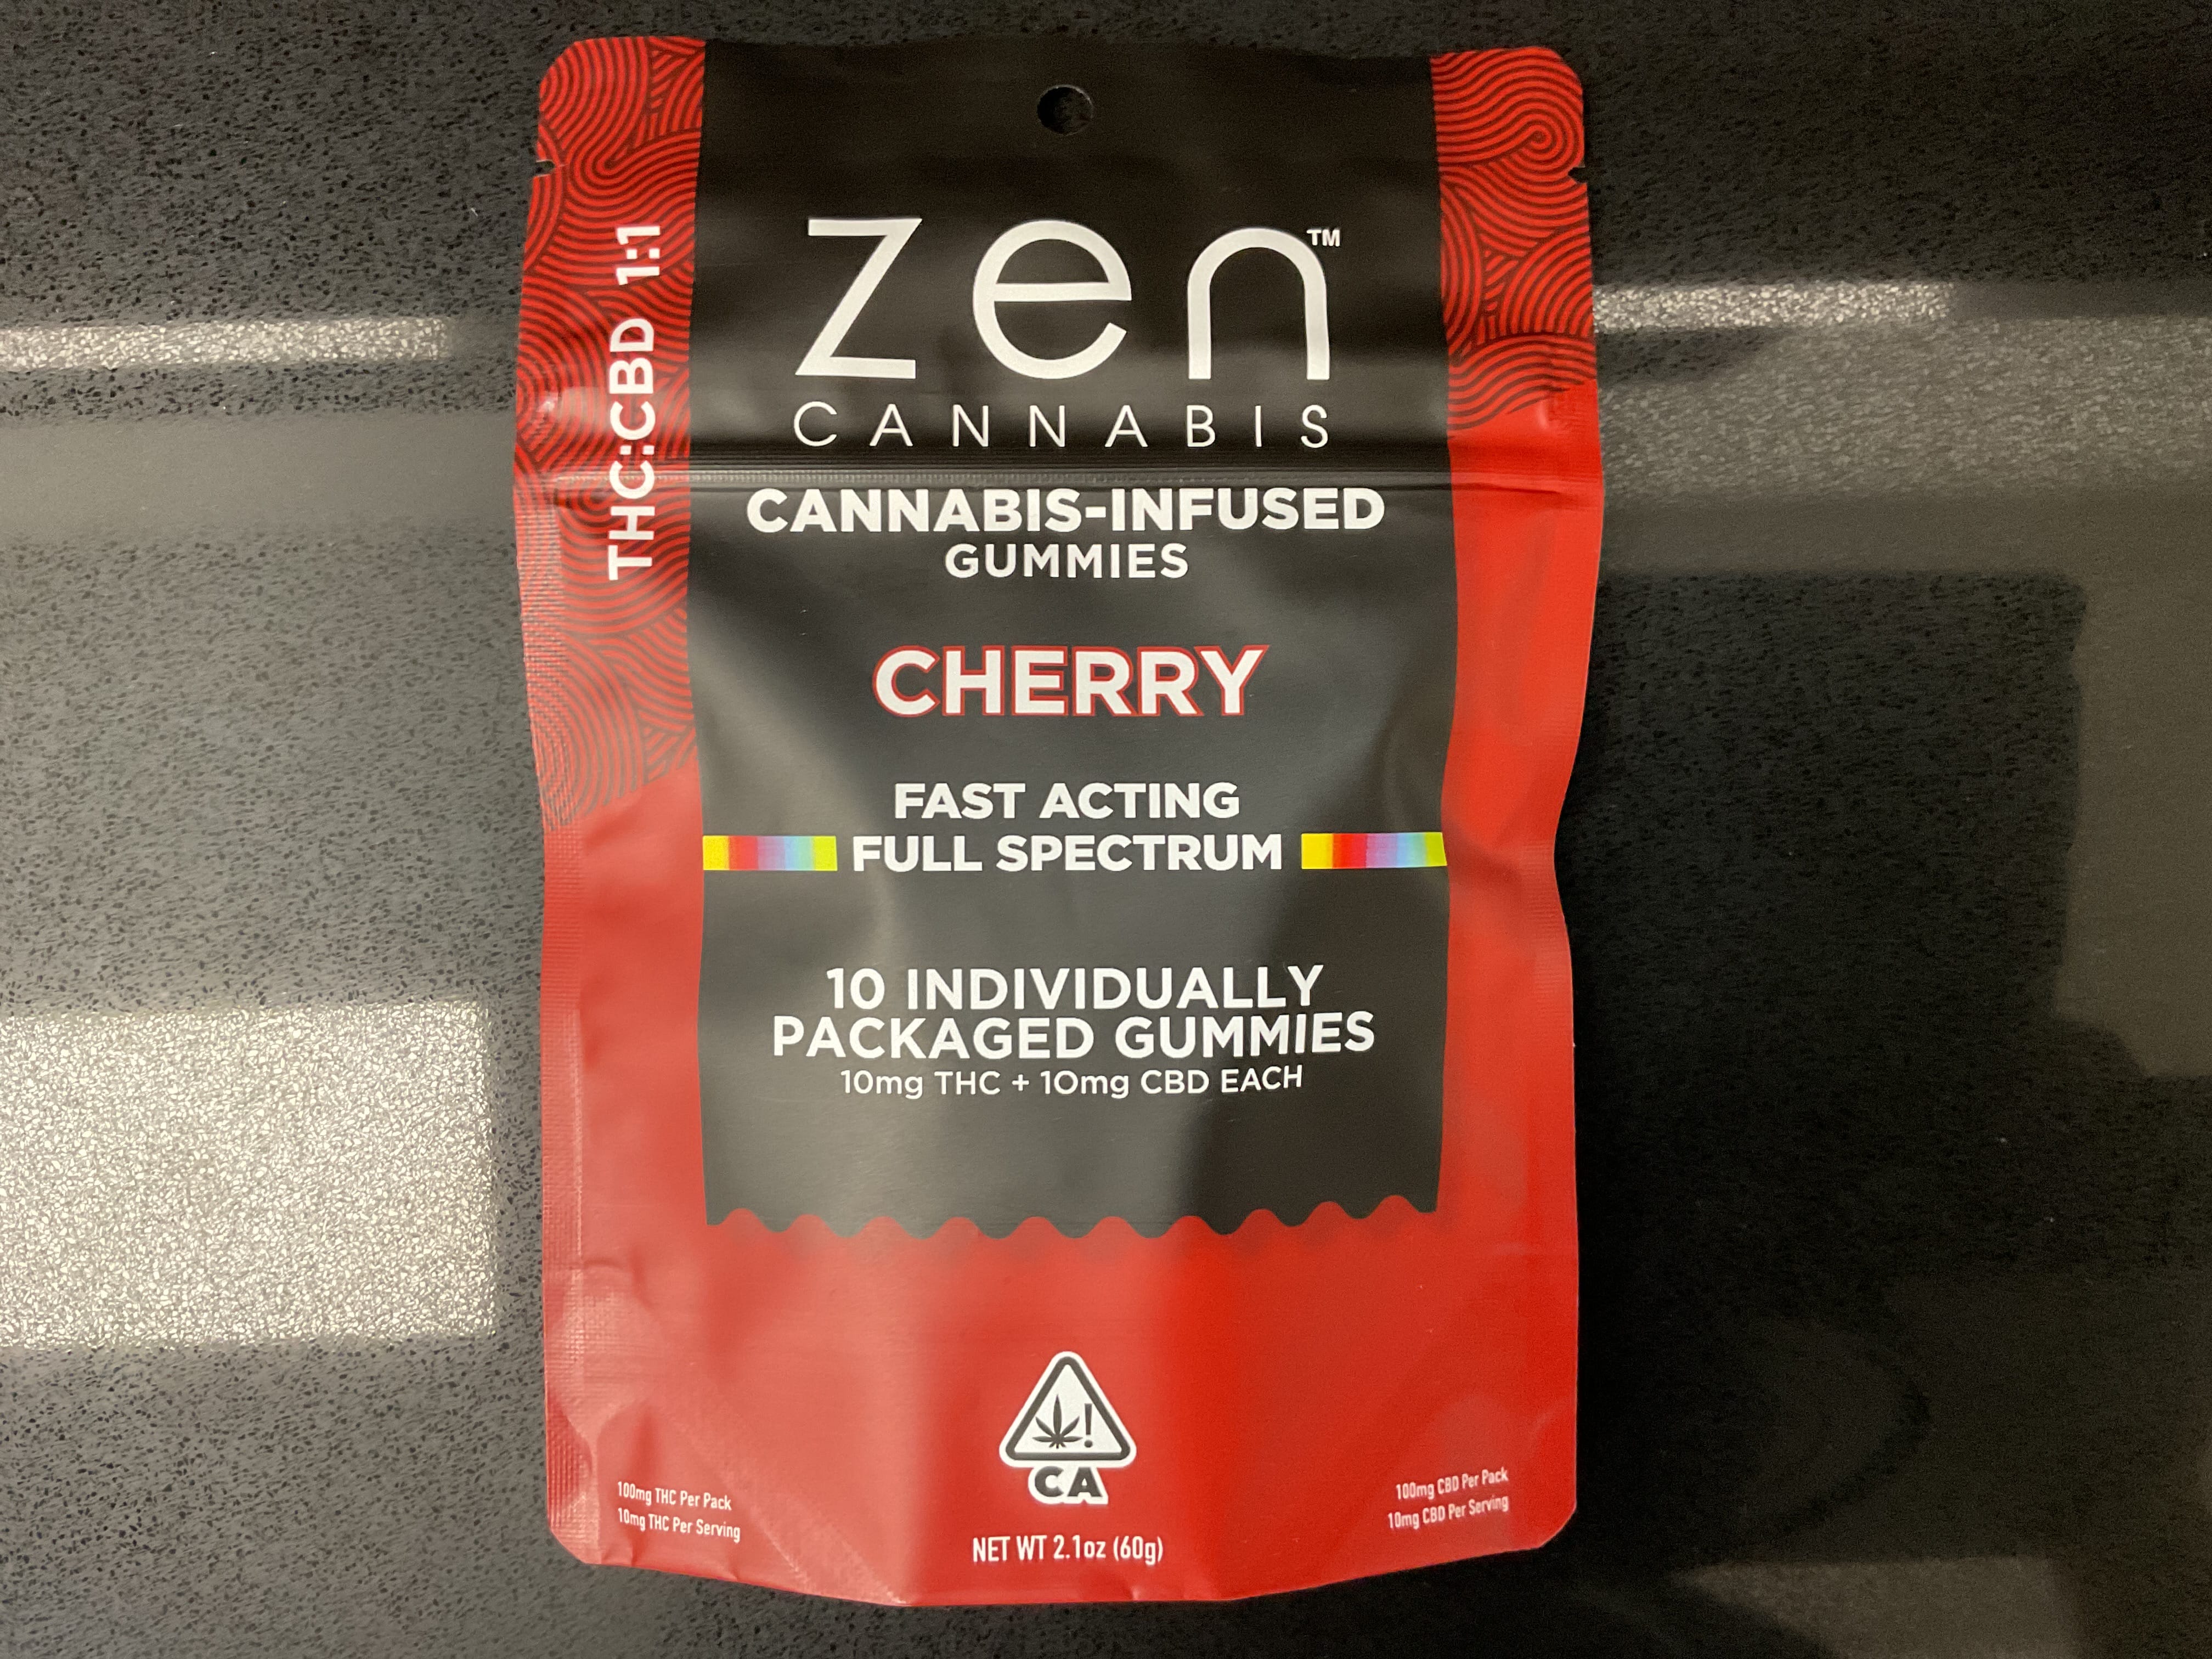 zen™
CANNABIS
THC:CBD 1:1
CANNABIS-INFUSED
GUMMIES
CHERRY
FAST ACTING
FULL SPECTRUM
10 INDIVIDUALLY
PACKAGED GUMMIES
10mg THC + 10mg CBD EACH
!
CA
100mg THC Per Pack
10mg THC Per Serving
100mg CBD Per Pack
10mg CBD Per Serving
NET WT 2.1oz (60g)